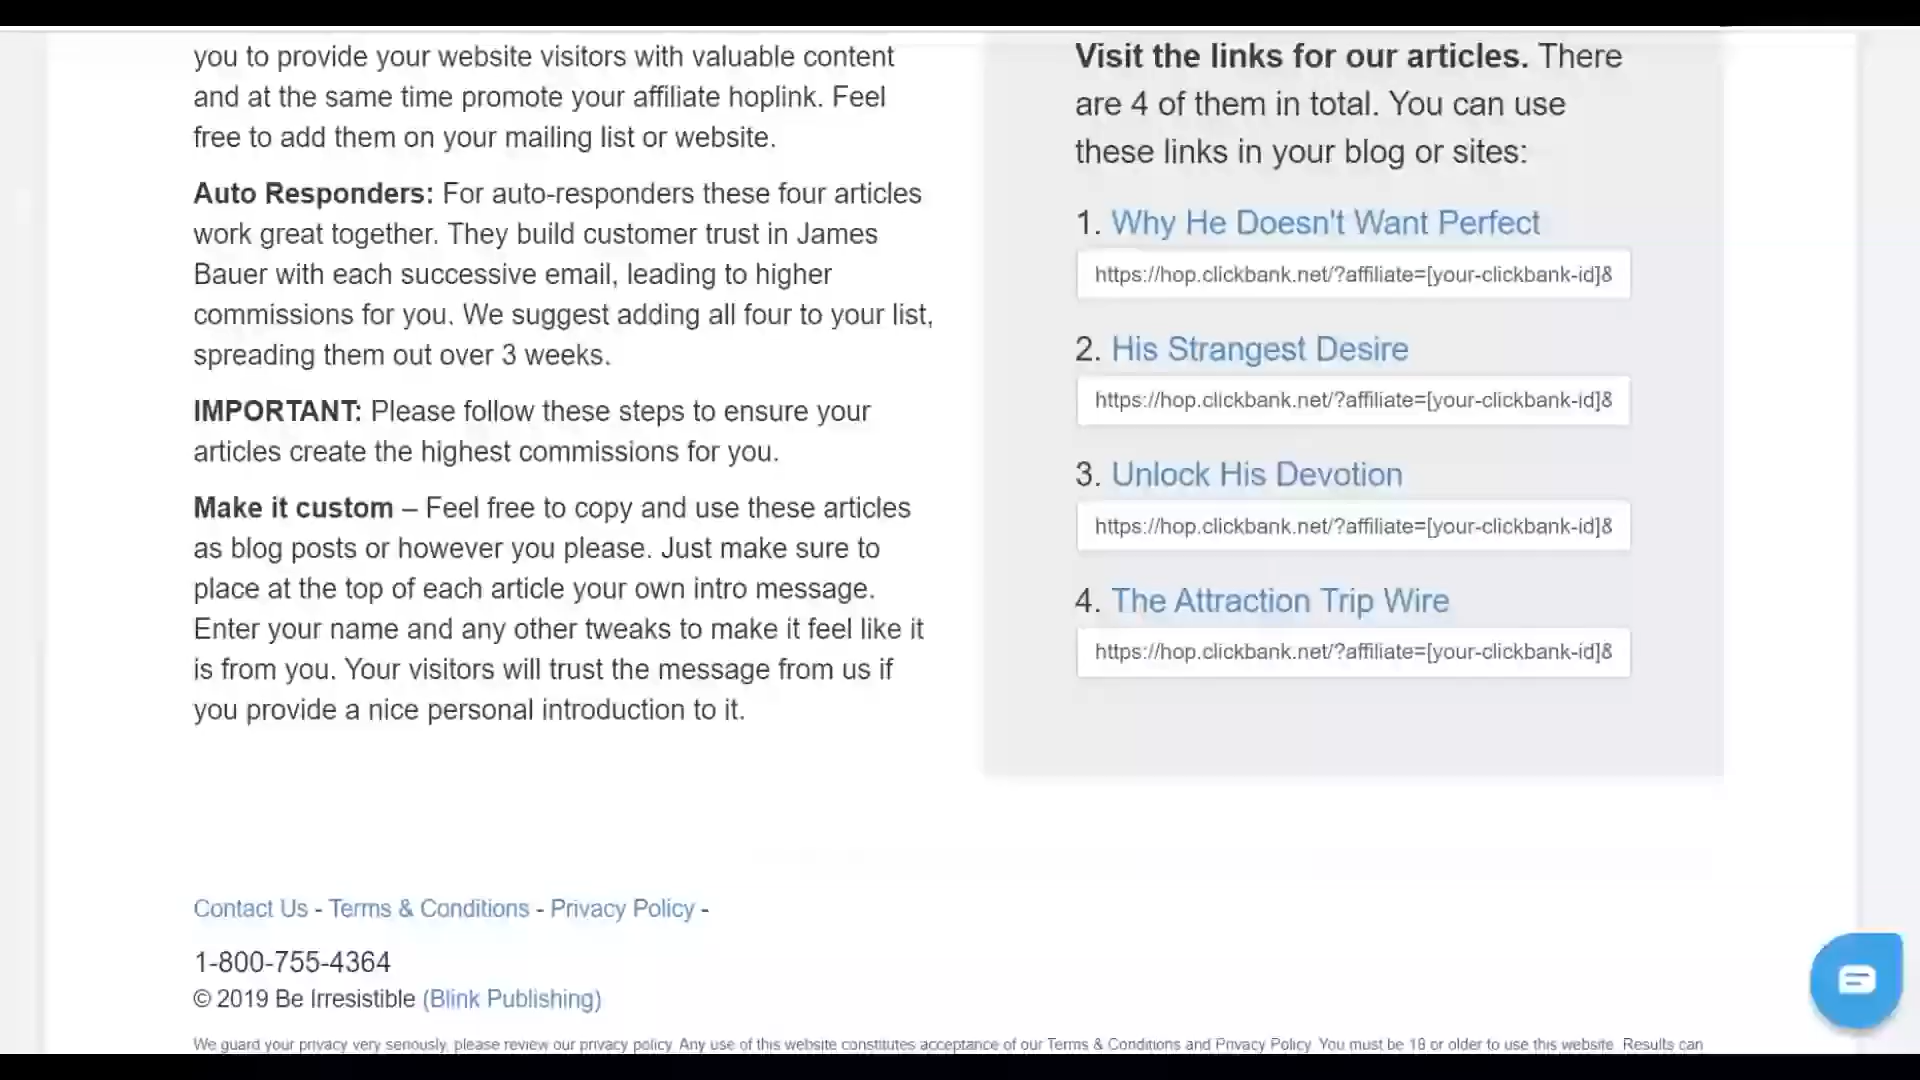 you to provide your website visitors with valuable content
and at the same time promote your affiliate hoplink. Feel
free to add them on your mailing list or website.
Auto Responders: For auto-responders these four articles
work great together. They build customer trust in James
Bauer with each successive email, leading to higher
commissions for you. We suggest adding all four to your list,
spreading them out over 3 weeks.
IMPORTANT: Please follow these steps to ensure your
articles create the highest commissions for you.
Make it custom – Feel free to copy and use these articles
as blog posts or however you please. Just make sure to
place at the top of each article your own intro message.
Enter your name and any other tweaks to make it feel like it
is from you. Your visitors will trust the message from us if
you provide a nice personal introduction to it.
Visit the links for our articles. There
are 4 of them in total. You can use
these links in your blog or sites:
1. Why He Doesn't Want Perfect
https://hop.clickbank.net/?affiliate=[your-clickbank-id]&
2. His Strangest Desire
https://hop.clickbank.net/?affiliate=[your-clickbank-id]&
3. Unlock His Devotion
https://hop.clickbank.net/?affiliate=[your-clickbank-id]&
4. The Attraction Trip Wire
https://hop.clickbank.net/?affiliate=[your-clickbank-id]&
Contact Us - Terms & Conditions - Privacy Policy -
1-800-755-4364
© 2019 Be Irresistible (Blink Publishing)
We guard your privacy very seriously, please review our privacy policy. Any use of this website constitutes acceptance of our Terms & Conditions and Privacy Policy. You must be 18 or older to use this website. Results can